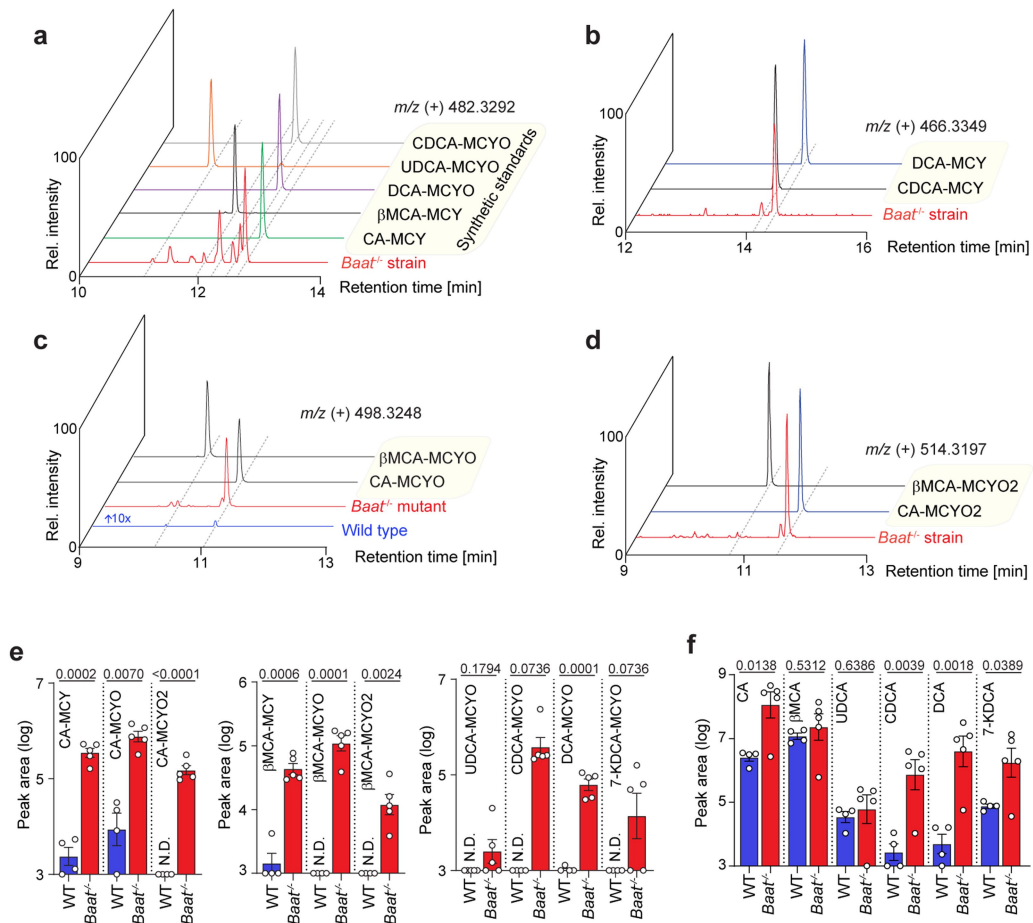 a
m/z (+) 482.3292
CDCA-MCYO
UDCA-MCYO
DCA-MCYO
βMCA-MCY
CA-MCY
Synthetic standards
Baat-/- strain
Rel. intensity
100
0
10
12
14
Retention time [min]
b
m/z (+) 466.3349
DCA-MCY
CDCA-MCY
Baat-/- strain
Rel. intensity
100
0
12
14
16
Retention time [min]
c
m/z (+) 498.3248
βMCA-MCYO
CA-MCYO
Baat-/- mutant
↑10x
Wild type
Rel. intensity
100
0
9
11
13
Retention time [min]
d
m/z (+) 514.3197
βMCA-MCYO2
CA-MCYO2
Baat-/- strain
Rel. intensity
100
0
9
11
13
Retention time [min]
e
Peak area (log)
7
5
3
0.0002
0.0070
<0.0001
CA-MCY
CA-MCYO
CA-MCYO2
N.D.
WT
Baat-/-
WT
Baat-/-
WT
Baat-/-
Peak area (log)
6
5
4
3
0.0006
0.0001
0.0024
βMCA-MCY
βMCA-MCYO
βMCA-MCYO2
N.D.
N.D.
WT
Baat-/-
WT
Baat-/-
WT
Baat-/-
Peak area (log)
7
5
3
0.1794
0.0736
0.0001
0.0736
UDCA-MCYO
CDCA-MCYO
DCA-MCYO
7-KDCA-MCYO
N.D.
N.D.
N.D.
WT
Baat-/-
WT
Baat-/-
WT
Baat-/-
WT
Baat-/-
f
Peak area (log)
9
7
5
3
0.0138
0.5312
0.6386
0.0039
0.0018
0.0389
CA
βMCA
UDCA
CDCA
DCA
7-KDCA
WT
Baat-/-
WT
Baat-/-
WT
Baat-/-
WT
Baat-/-
WT
Baat-/-
WT
Baat-/-